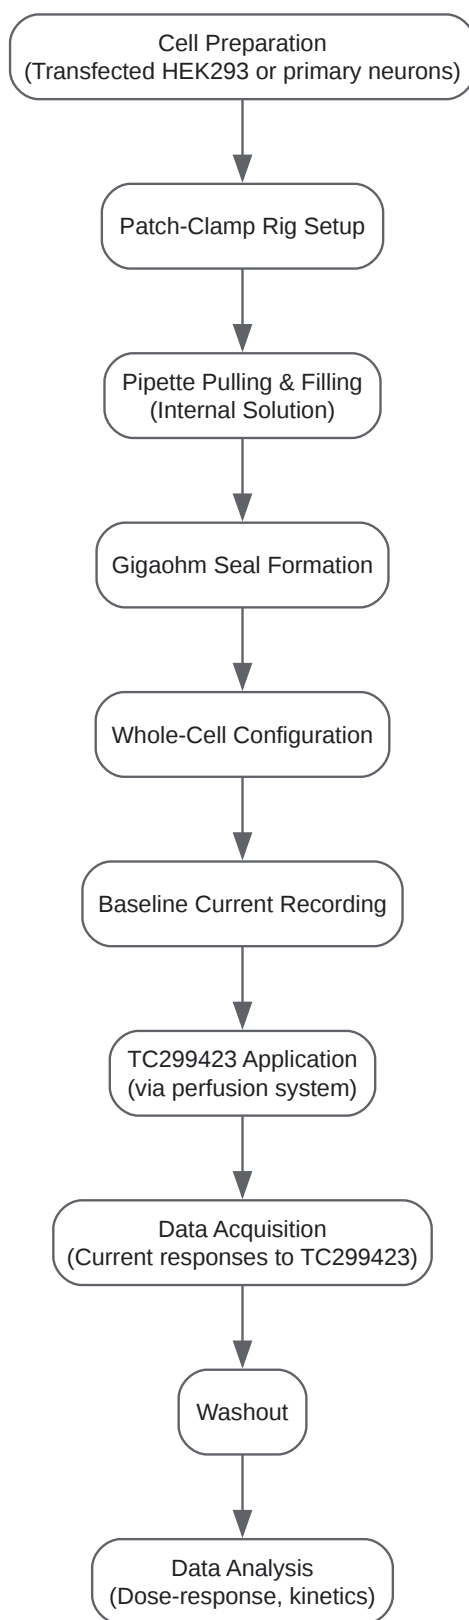 Cell Preparation
(Transfected HEK293 or primary neurons)
Patch-Clamp Rig Setup
Pipette Pulling & Filling
(Internal Solution)
Gigaohm Seal Formation
Whole-Cell Configuration
Baseline Current Recording
TC299423 Application
(via perfusion system)
Data Acquisition
(Current responses to TC299423)
Washout
Data Analysis
(Dose-response, kinetics)